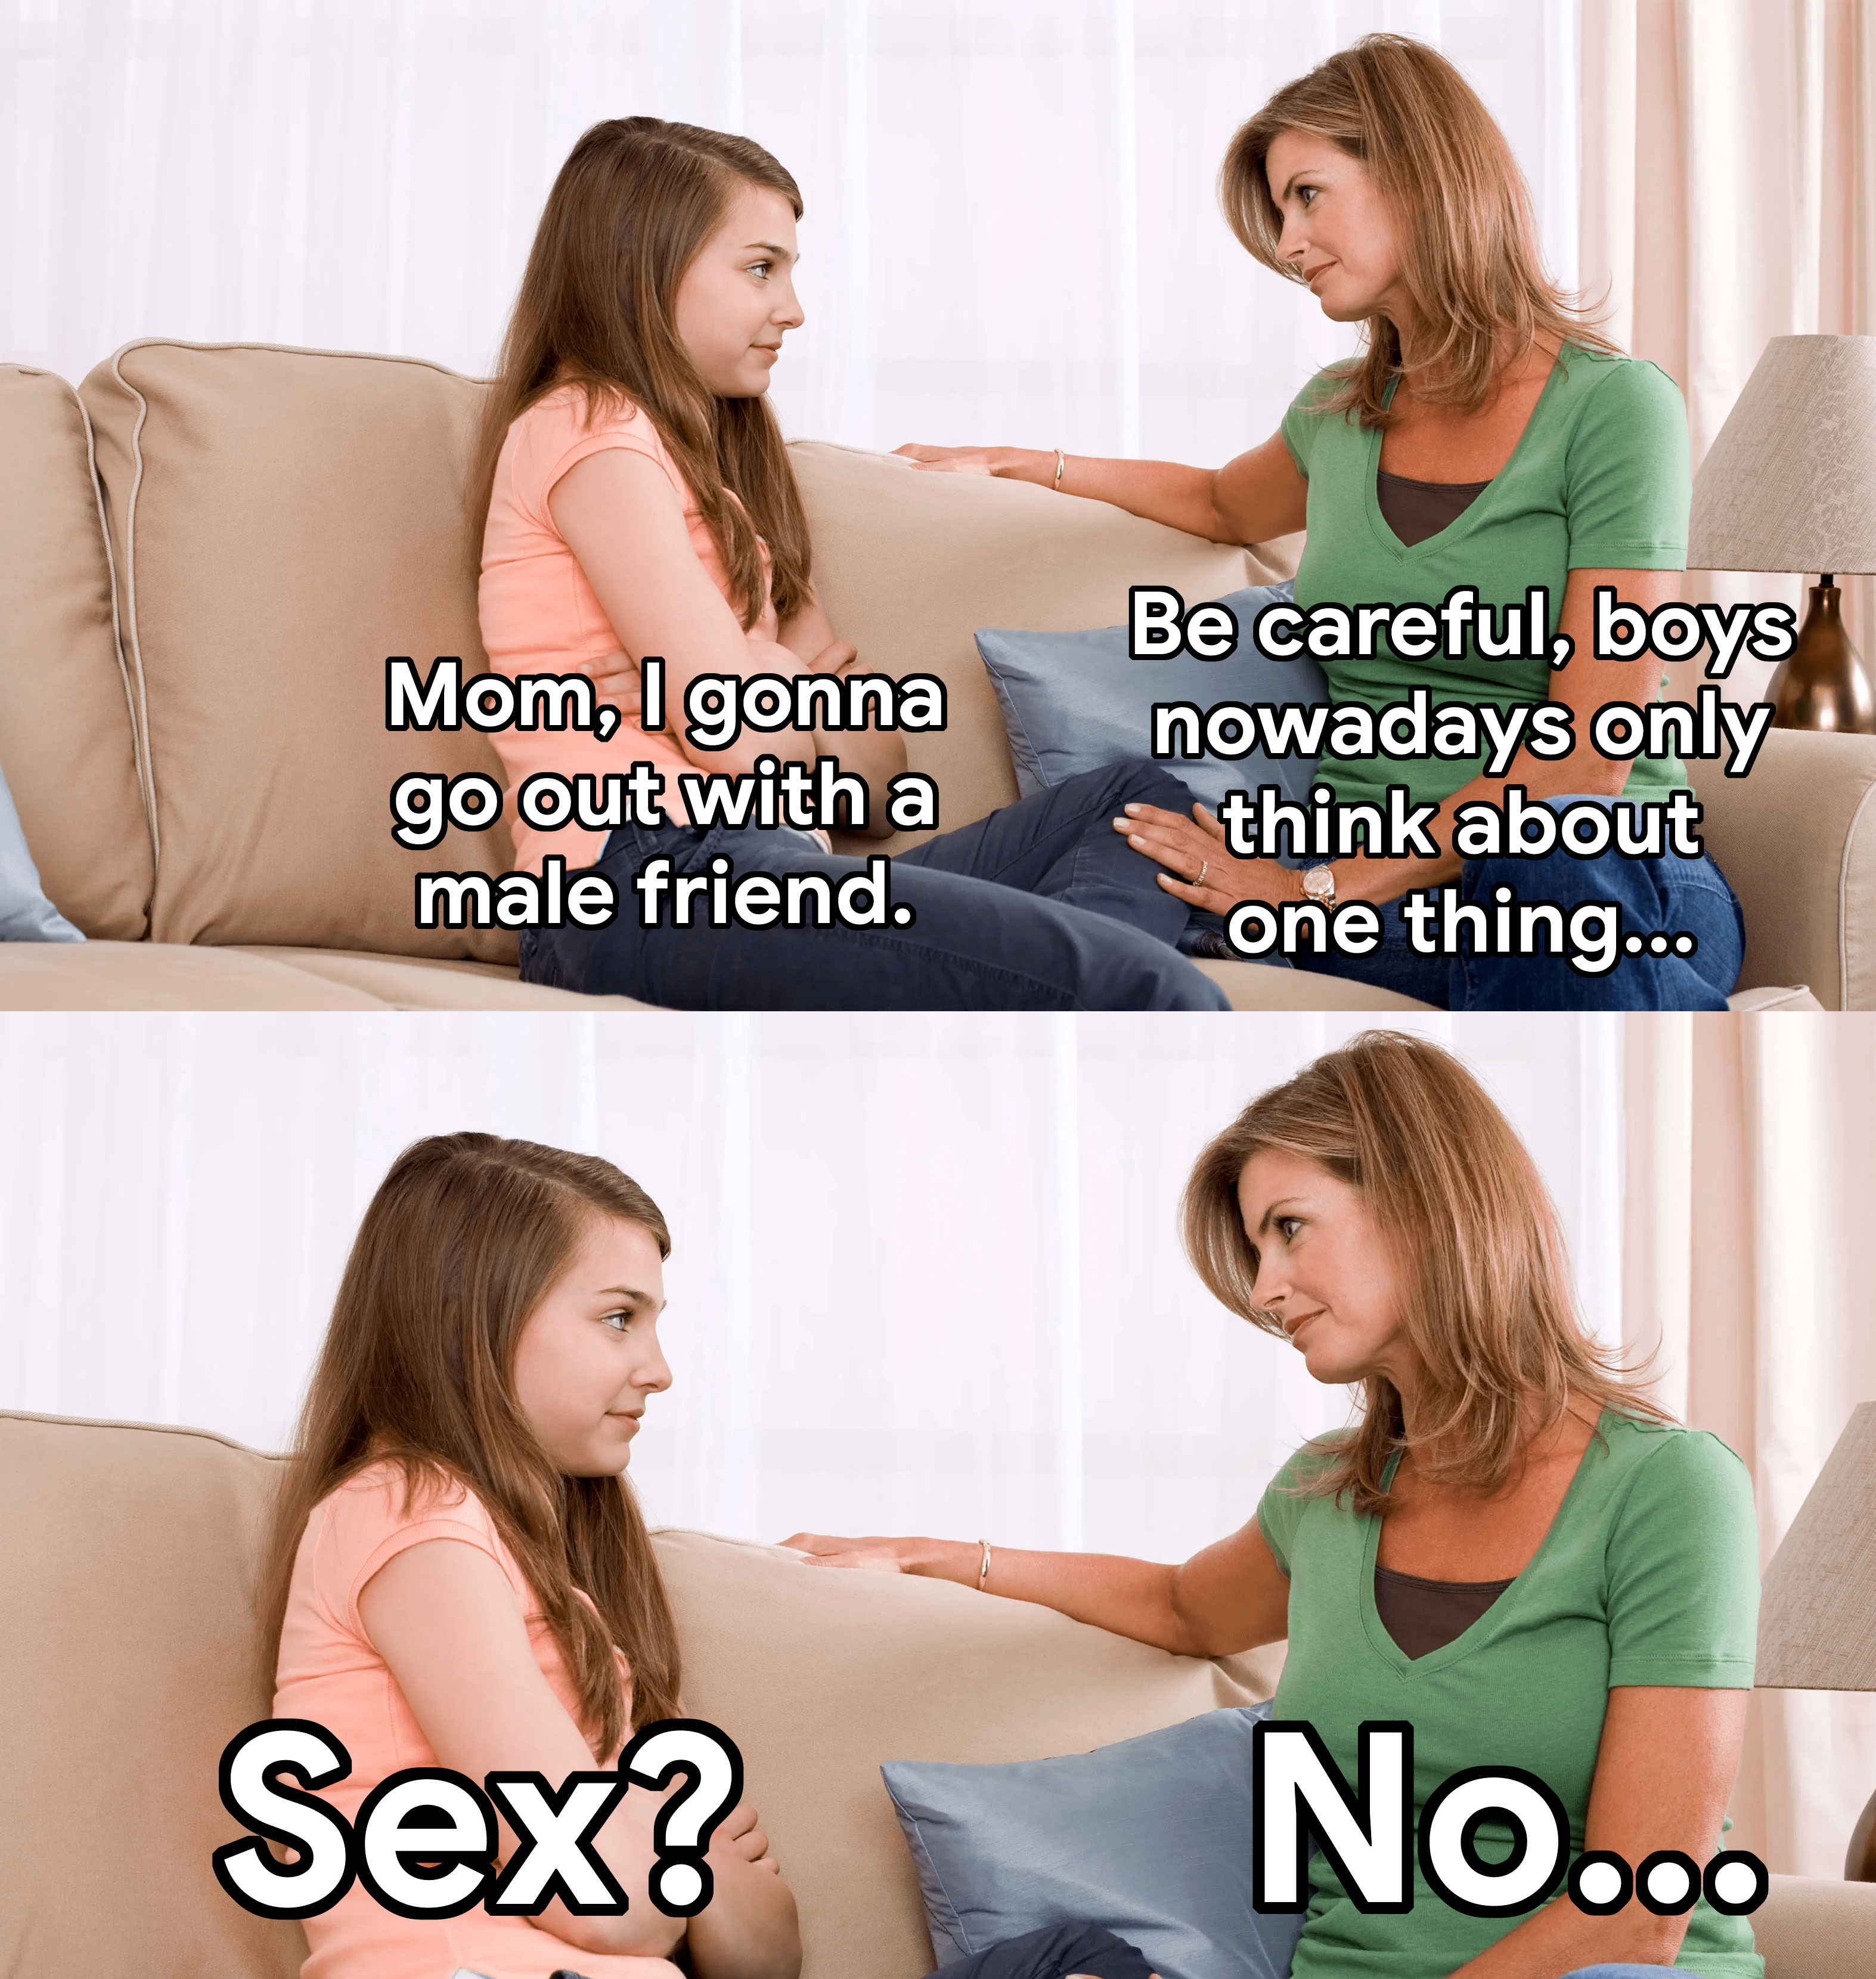 Mom, I gonna
go out with a
male friend.
Be careful, boys
nowadays only
think about
one thing...
Sex?
No...